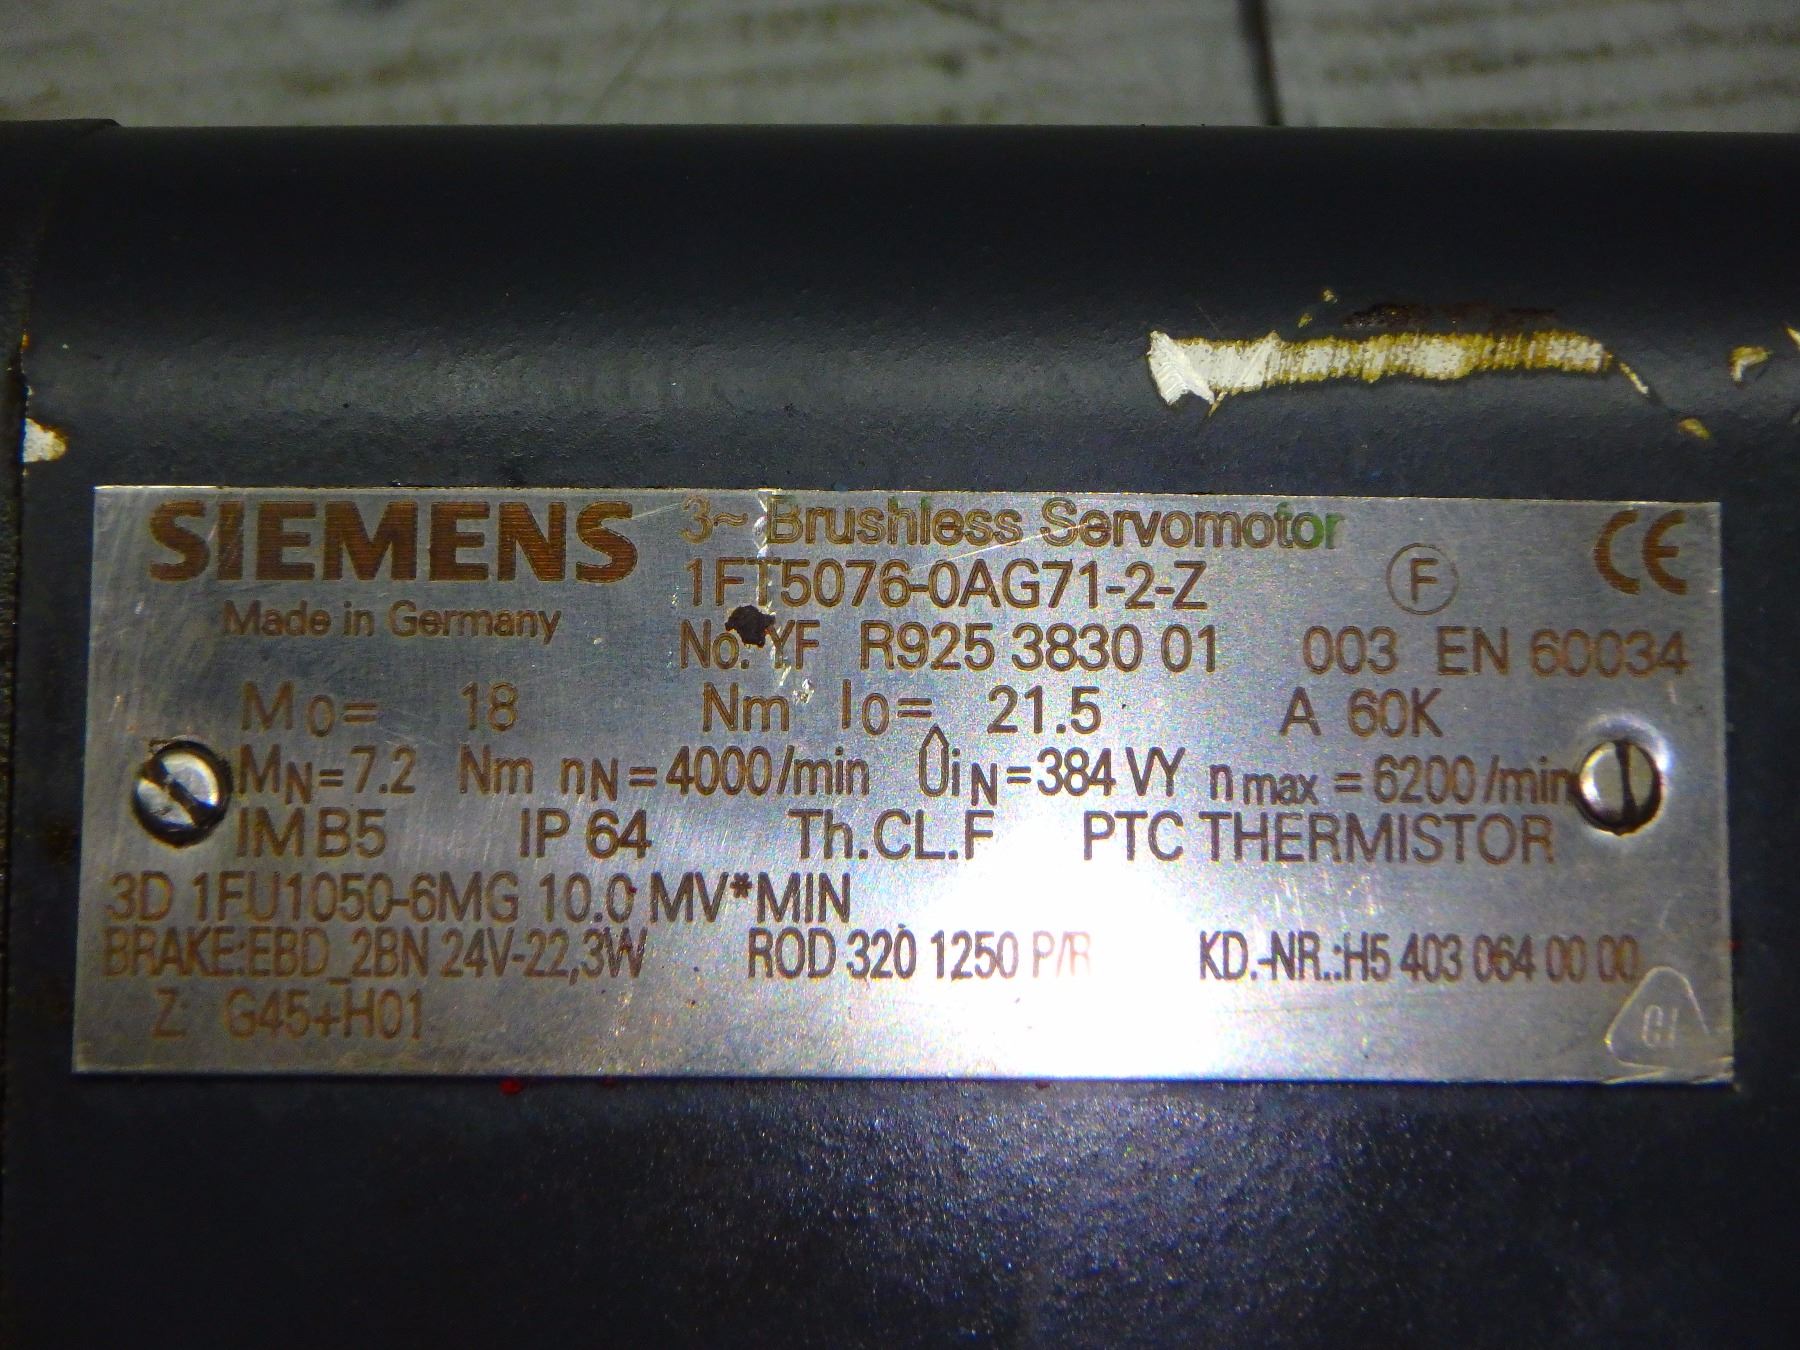 SIEMENS 3~ Brushless Servomotor CE
1FT5076-0AG71-2-Z F
Made in Germany
No. YF R925 3830 01 003 EN 60034
M0= 18 Nm I0= 21.5 A 60K
MN=7.2 Nm nN=4000/min ÛiN=384 VY nmax=6200/min
IM B5 IP 64 Th.CL.F PTC THERMISTOR
3D 1FU1050-6MG 10.0 MV*MIN
BRAKE:EBD_2BN 24V-22,3W ROD 320 1250 P/R KD.-NR.:H5 403 064 00 00
Z: G45+H01